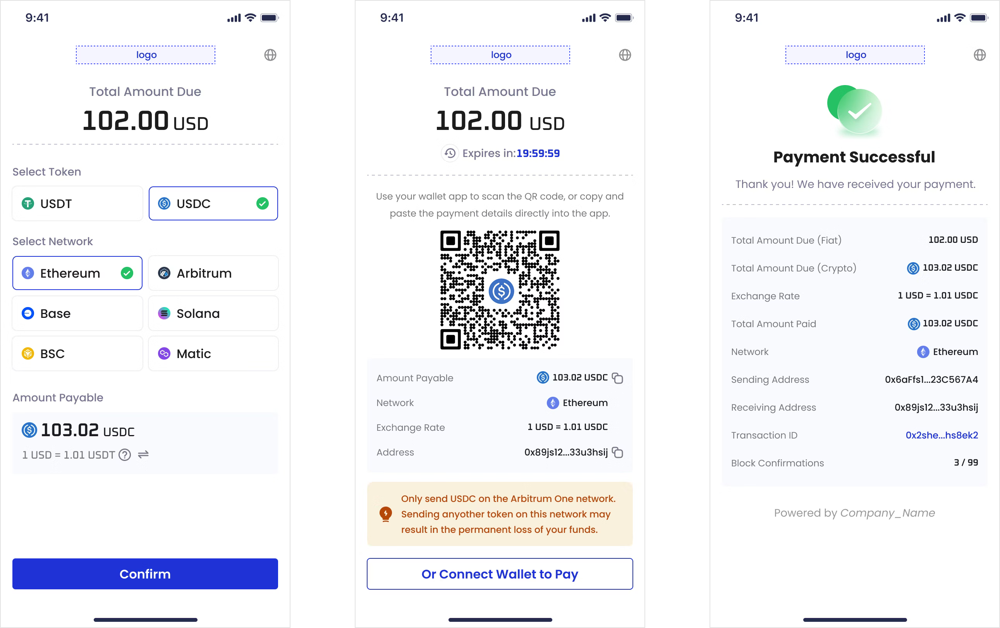 9:41
logo
Total Amount Due
102.00 USD
Select Token
USDT
USDC
Select Network
Ethereum
Arbitrum
Base
Solana
BSC
Matic
Amount Payable
103.02 USDC
1 USD = 1.01 USDT
Confirm
9:41
logo
Total Amount Due
102.00 USD
Expires in:19:59:59
Use your wallet app to scan the QR code, or copy and
paste the payment details directly into the app.
Amount Payable 103.02 USDC
Network Ethereum
Exchange Rate 1 USD = 1.01 USDC
Address 0x89js12...33u3hsij
Only send USDC on the Arbitrum One network.
Sending anyother token on this network may
result in the permanent loss of your funds.
Or Connect Wallet to Pay
9:41
logo
Payment Successful
Thank you! We have received your payment.
Total Amount Due (Fiat) 102.00 USD
Total Amount Due (Crypto) 103.02 USDC
Exchange Rate 1 USD = 1.01 USDC
Total Amount Paid 103.02 USDC
Network Ethereum
Sending Address 0x6aFfs1...23C567A4
Receiving Address 0x89js12...33u3hsij
Transaction ID 0x2she...hs8ek2
Block Confirmations 3 / 99
Powered by Company_Name